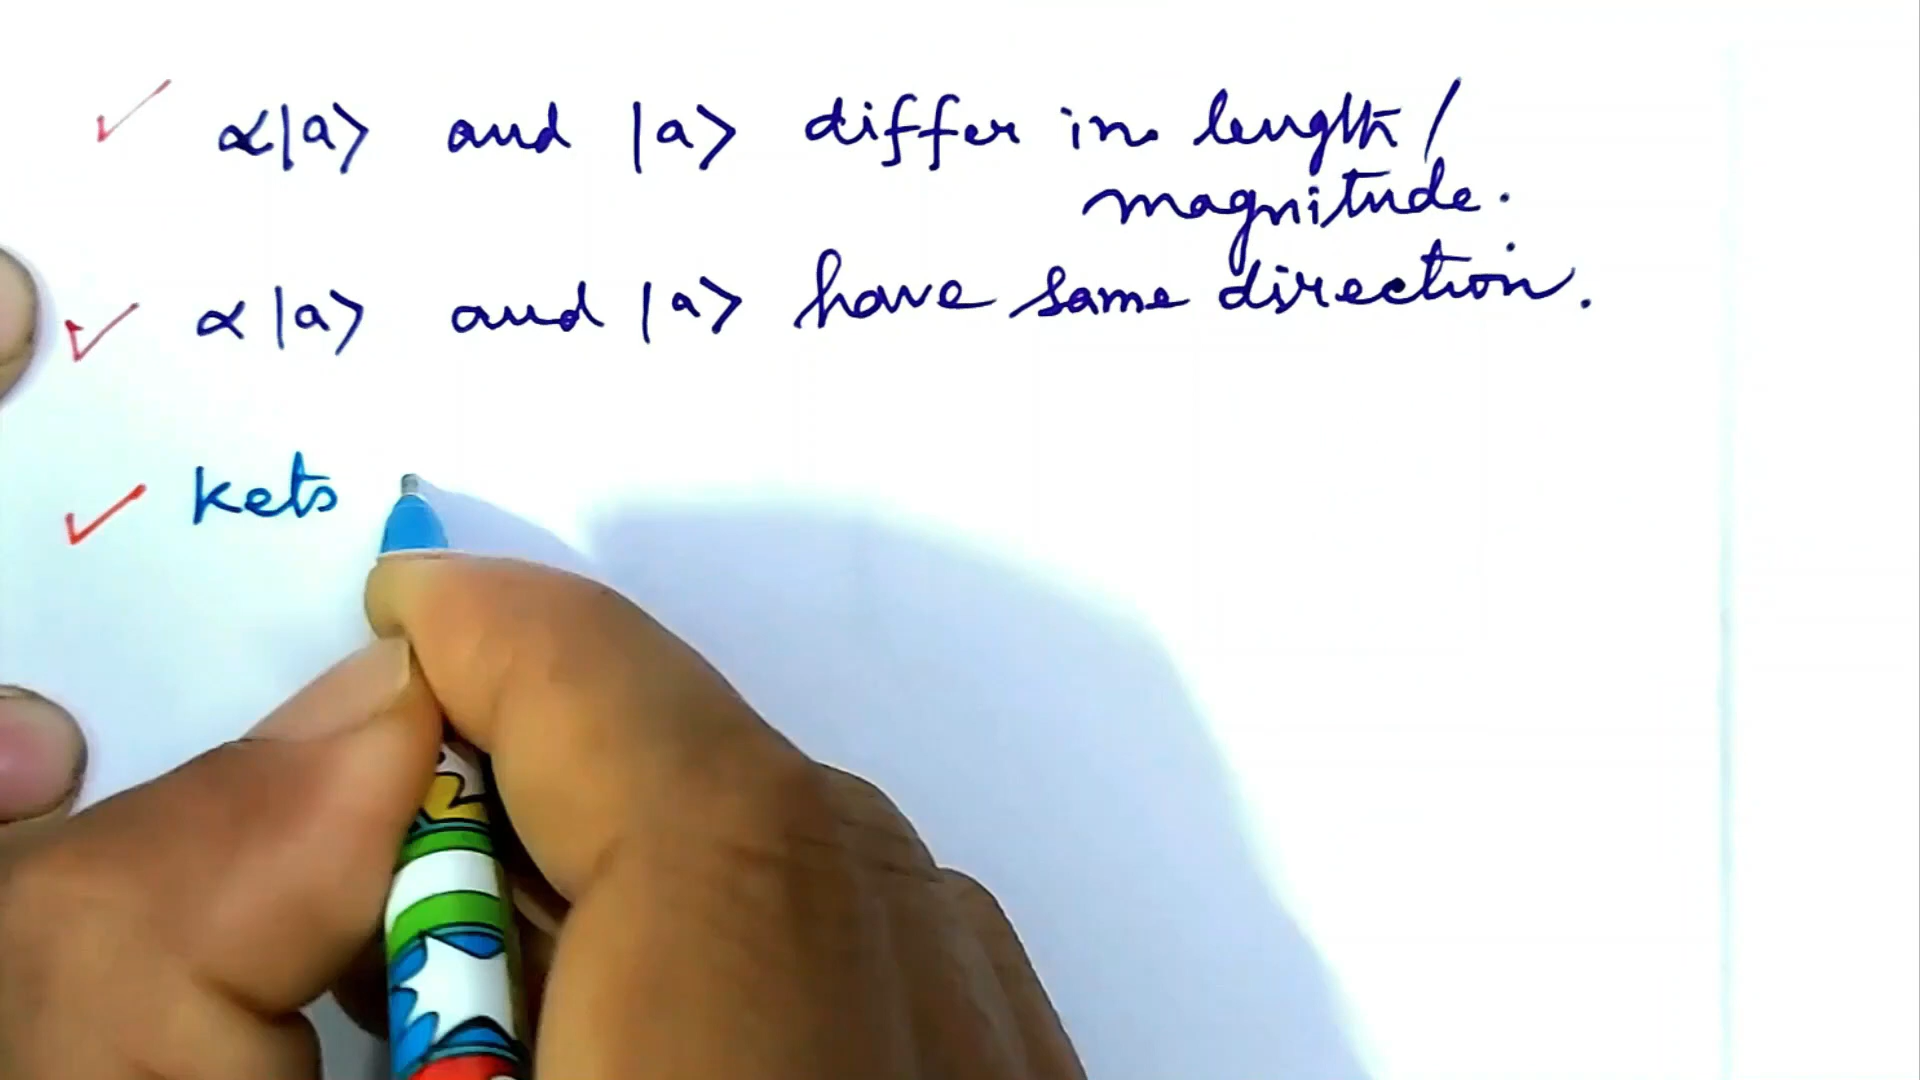 α|a⟩ and |a⟩ differ in length/
magnitude.
α|a⟩ and |a⟩ have same direction.
kets